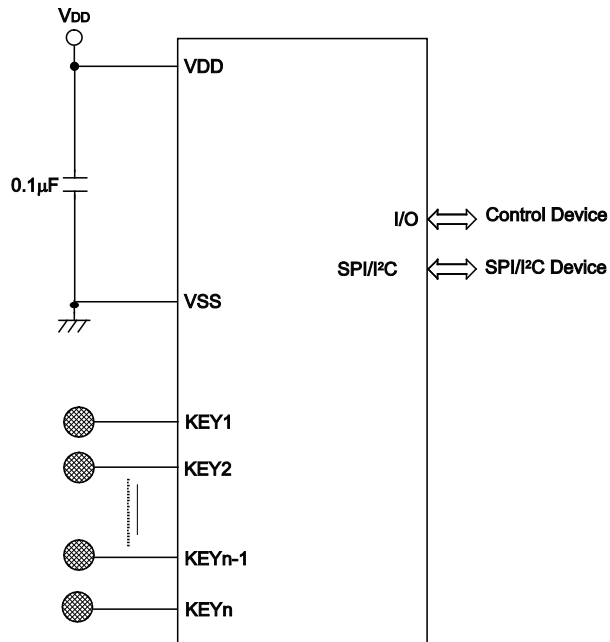 VDD
VDD
0.1μF
I/O
Control Device
SPI/I²C
SPI/I²C Device
VSS
KEY1
KEY2
KEYn-1
KEYn